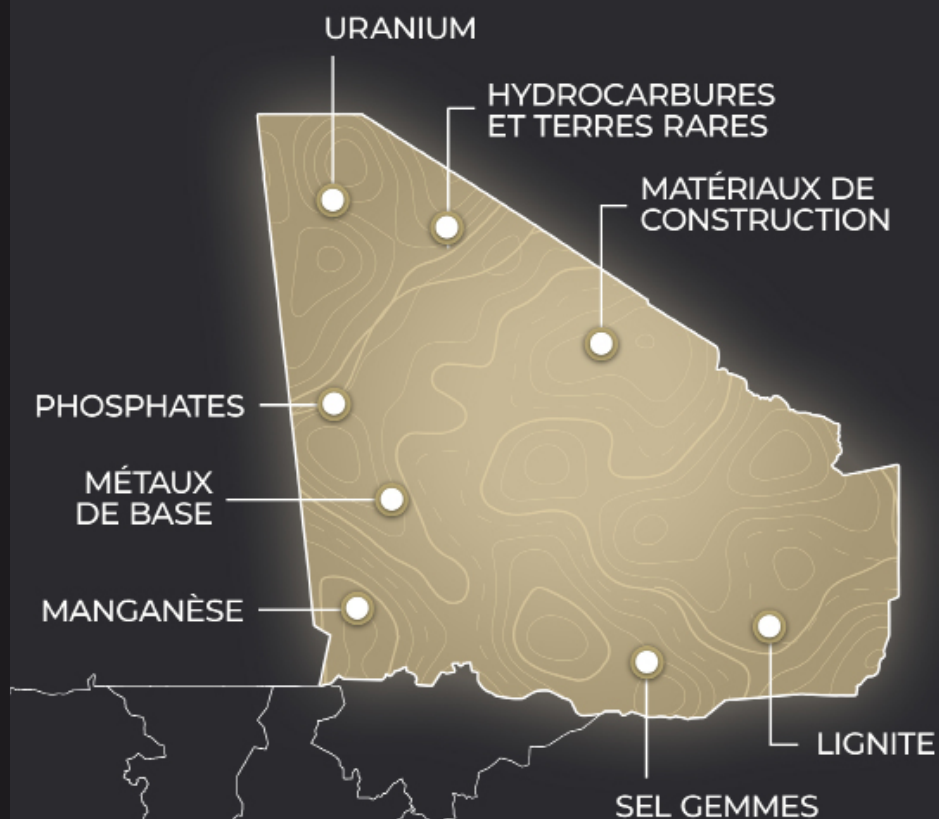 URANIUM
HYDROCARBURES
ET TERRES RARES
MATÉRIAUX DE
CONSTRUCTION
PHOSPHATES
MÉTAUX
DE BASE
MANGANÈSE
LIGNITE
SEL GEMMES